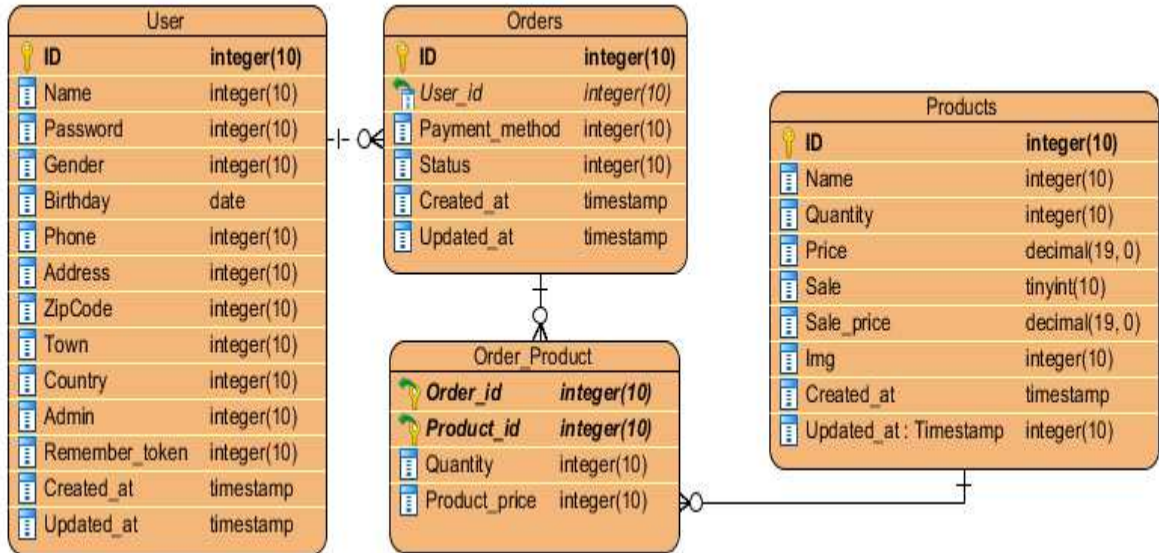 User
ID integer(10)
Name integer(10)
Password integer(10)
Gender integer(10)
Birthday date
Phone integer(10)
Address integer(10)
ZipCode integer(10)
Town integer(10)
Country integer(10)
Admin integer(10)
Remember_token integer(10)
Created_at timestamp
Updated_at timestamp
Orders
ID integer(10)
User_id integer(10)
Payment_method integer(10)
Status integer(10)
Created_at timestamp
Updated_at timestamp
Order_Product
Order_id integer(10)
Product_id integer(10)
Quantity integer(10)
Product_price integer(10)
Products
ID integer(10)
Name integer(10)
Quantity integer(10)
Price decimal(19, 0)
Sale tinyint(10)
Sale_price decimal(19, 0)
Img integer(10)
Created_at timestamp
Updated_at : Timestamp integer(10)